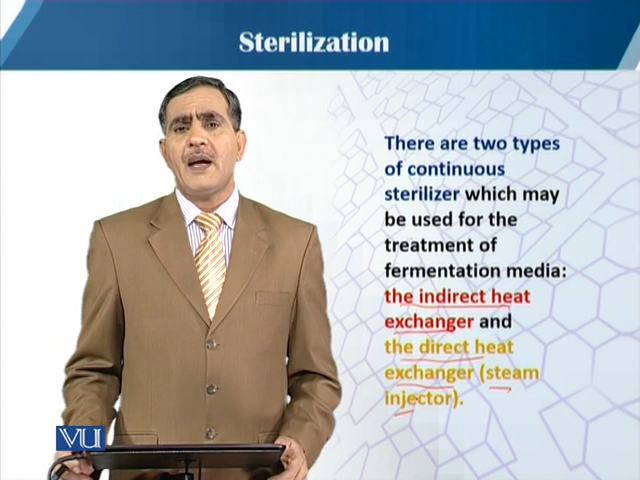 Sterilization
There are two types
of continuous
sterilizer which may
be used for the
treatment of
fermentation media:
the indirect heat
exchanger and
the direct heat
exchanger (steam
injector).
VU